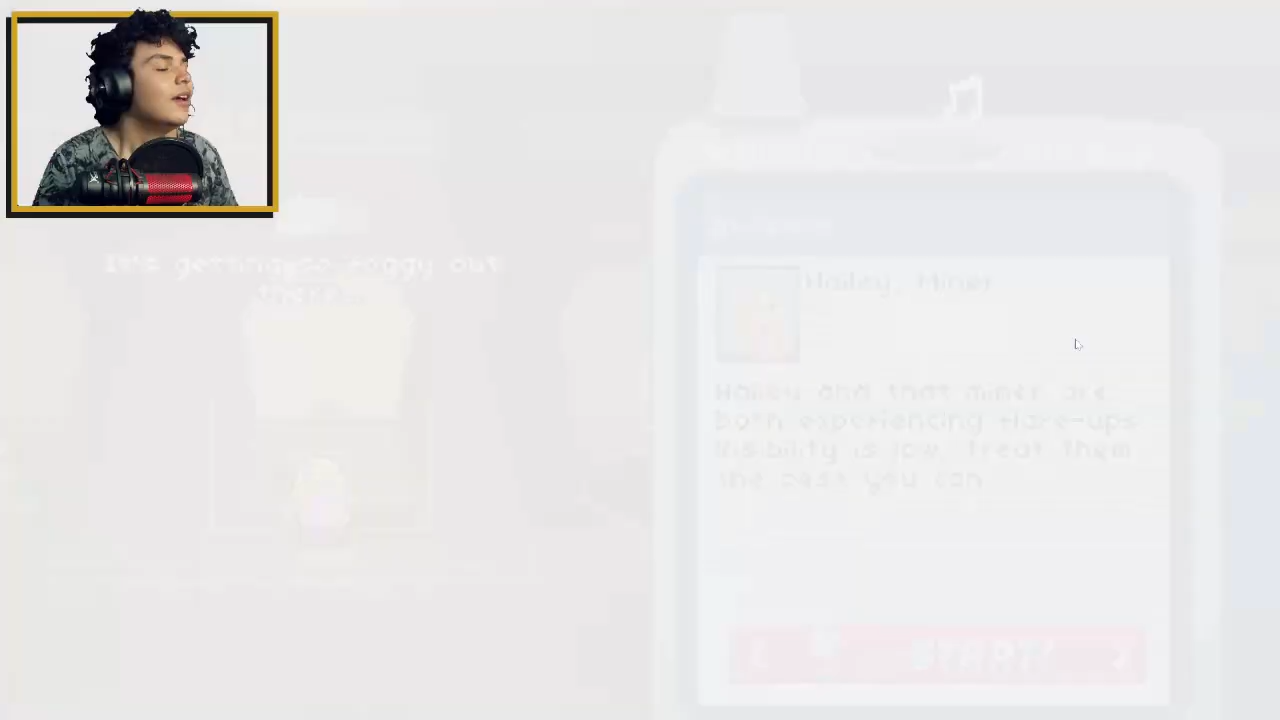 It's getting so foggy out
there...
Hailey, Miner
Hailey and that miner are
both experiencing flare-ups
Visibility is low, treat them
the best you can
START!